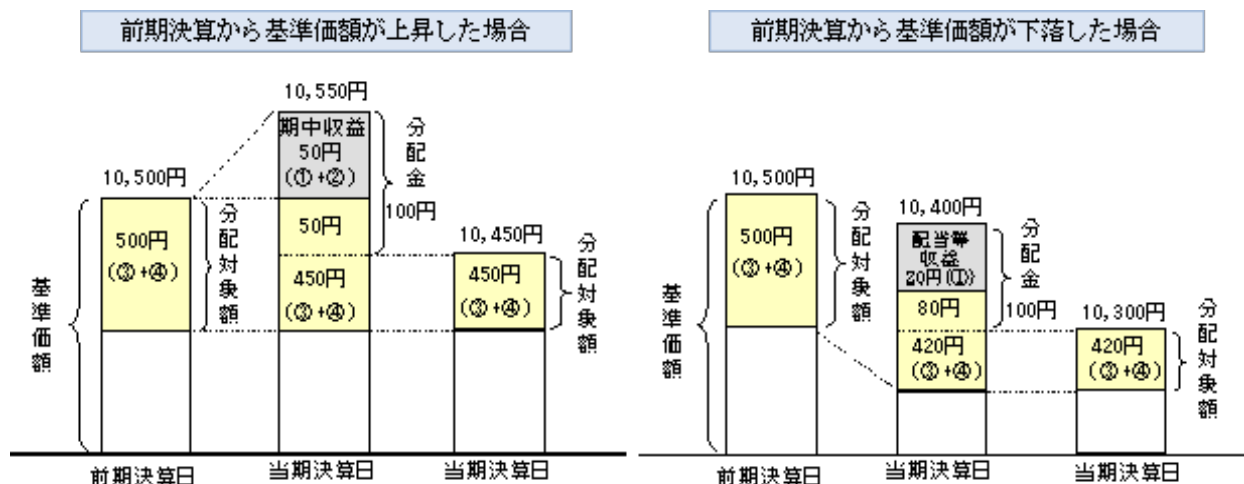 前期決算から基準価額が上昇した場合
10,550円
期中収益
50円
(①+②)
分配金
100円
10,500円
500円
(③+④)
分配対象額
50円
450円
(③+④)
10,450円
450円
(③+④)
分配対象額
基準価額
前期決算日
当期決算日
当期決算日
前期決算から基準価額が下落した場合
10,500円
500円
(③+④)
分配対象額
10,400円
配当等
収益
20円(①)
分配金
100円
80円
420円
(③+④)
10,300円
420円
(③+④)
分配対象額
基準価額
前期決算日
当期決算日
当期決算日